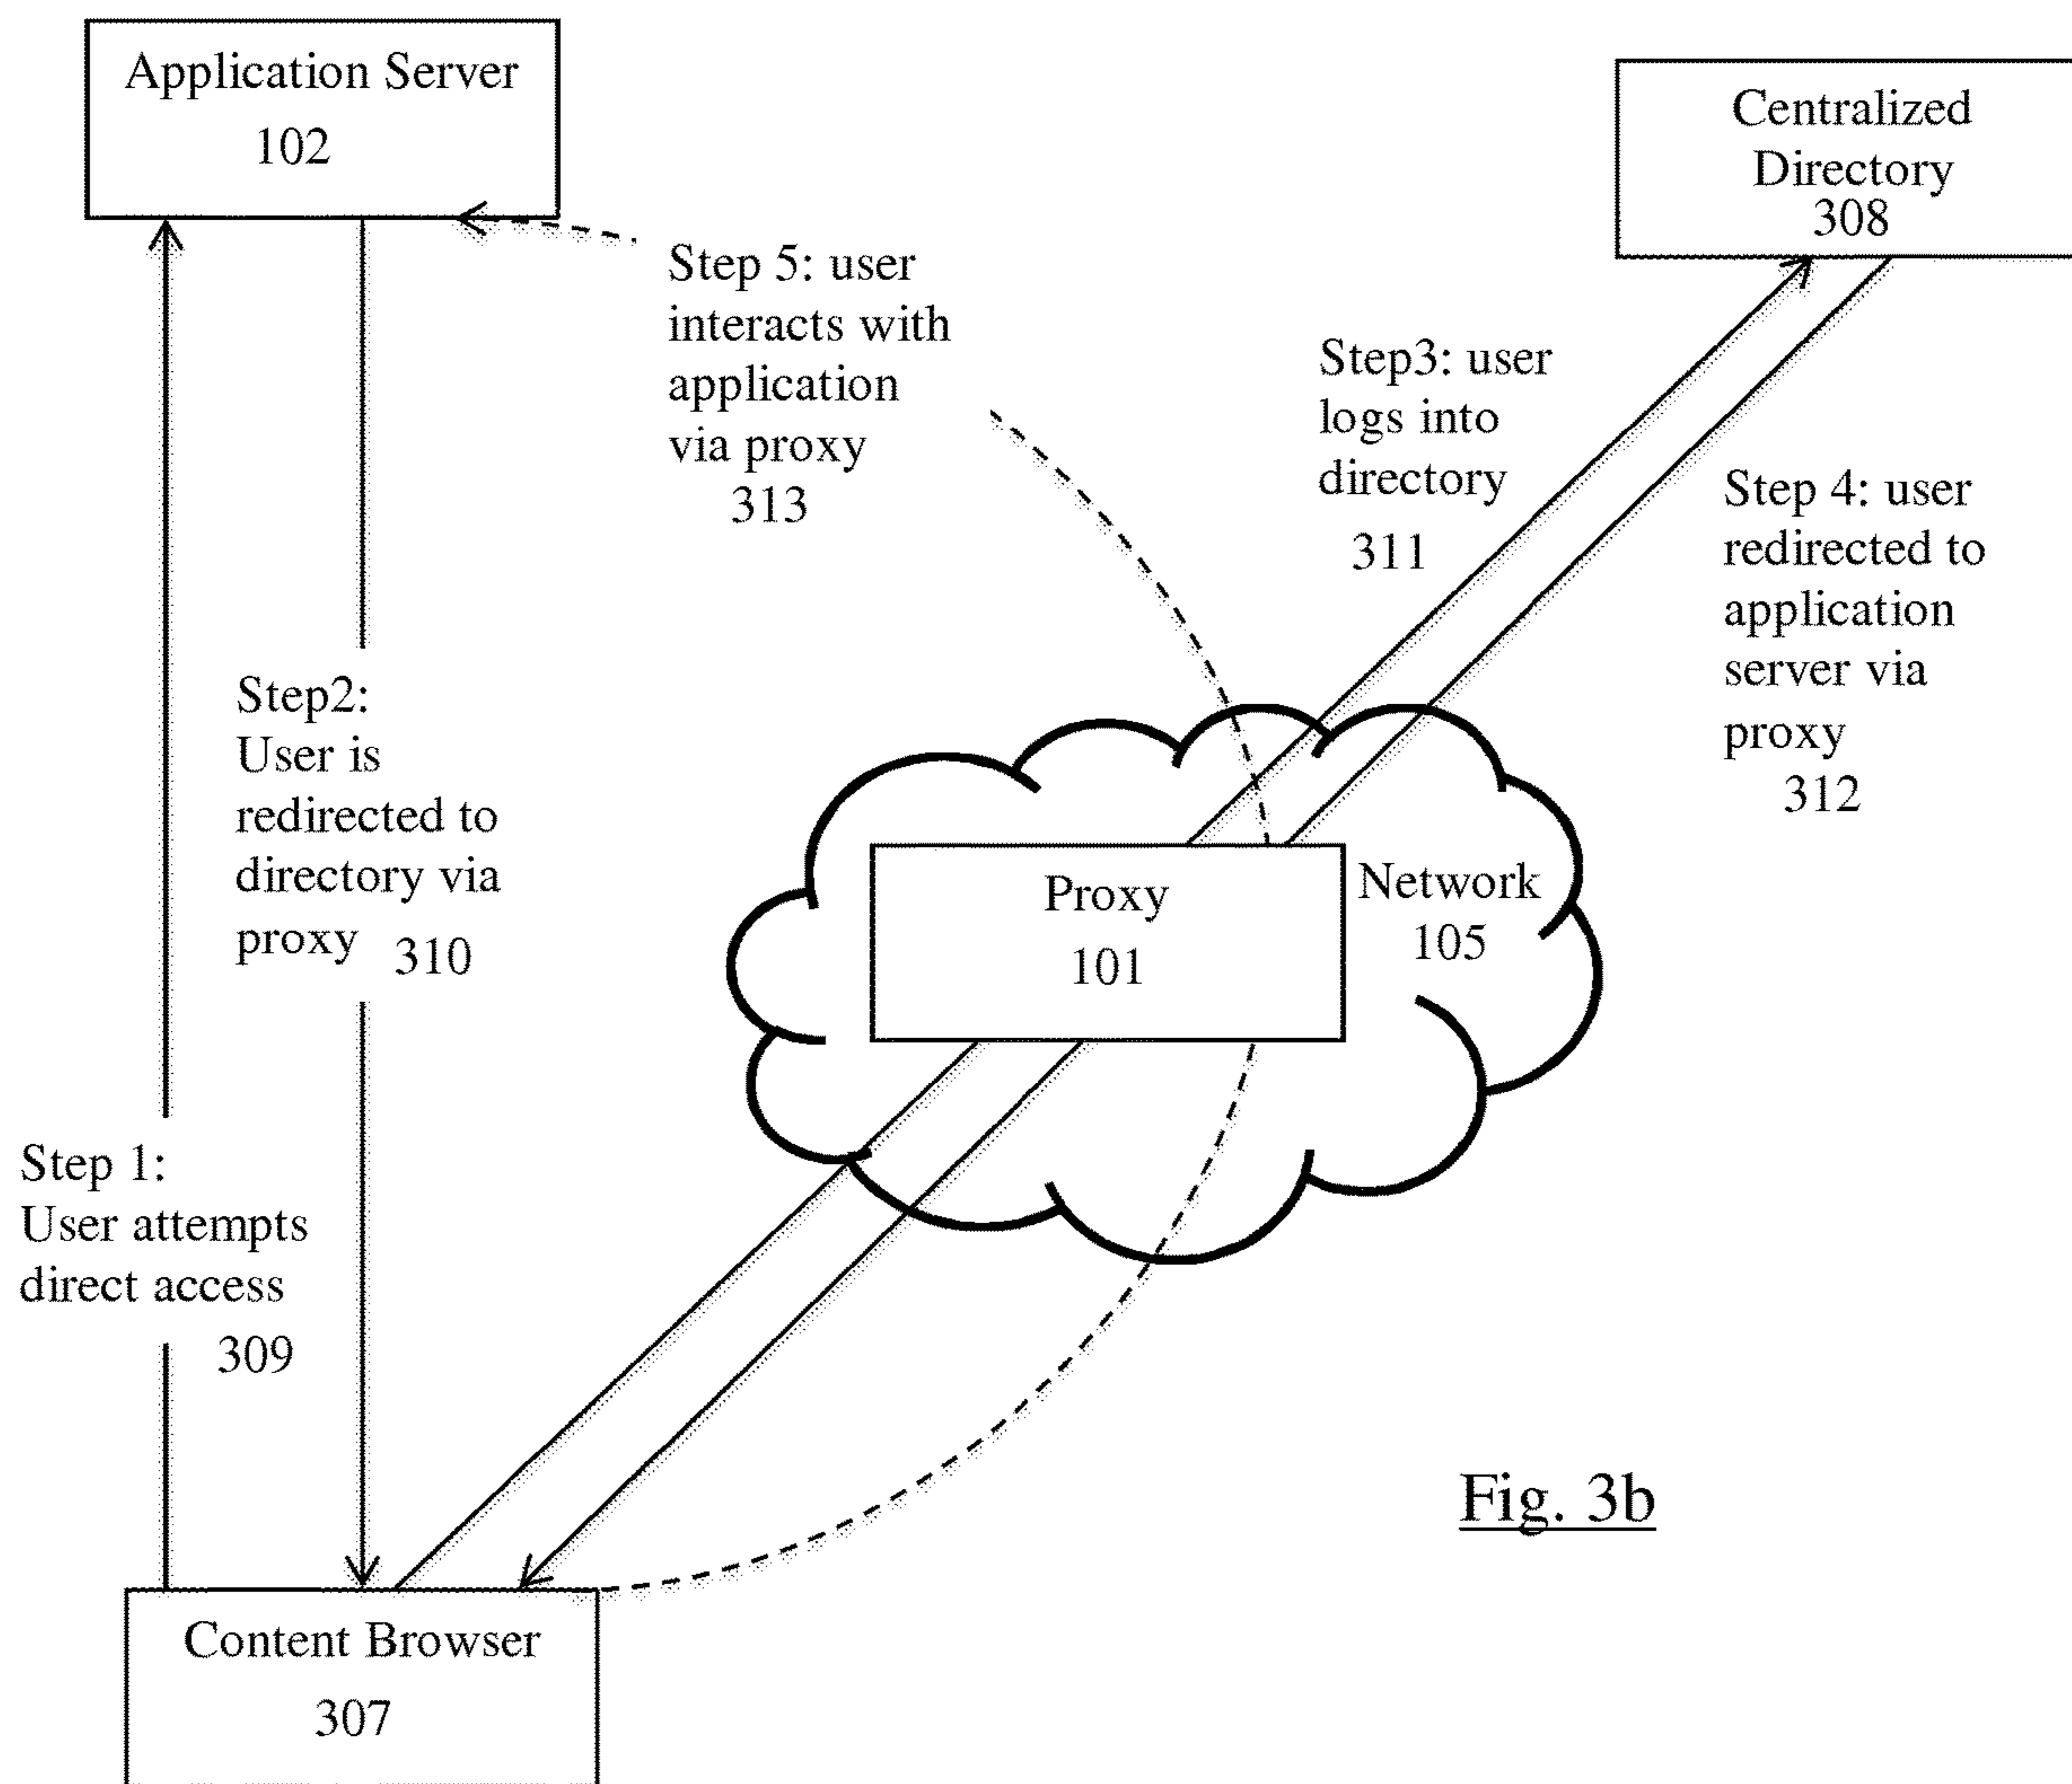 Application Server
102
Centralized
Directory
308
Step 5: user
interacts with
application
via proxy
313
Step3: user
logs into
directory
311
Step 4: user
redirected to
application
server via
proxy
312
Step2:
User is
redirected to
directory via
proxy 310
Proxy
101
Network
105
Step 1:
User attempts
direct access
309
Fig. 3b
Content Browser
307